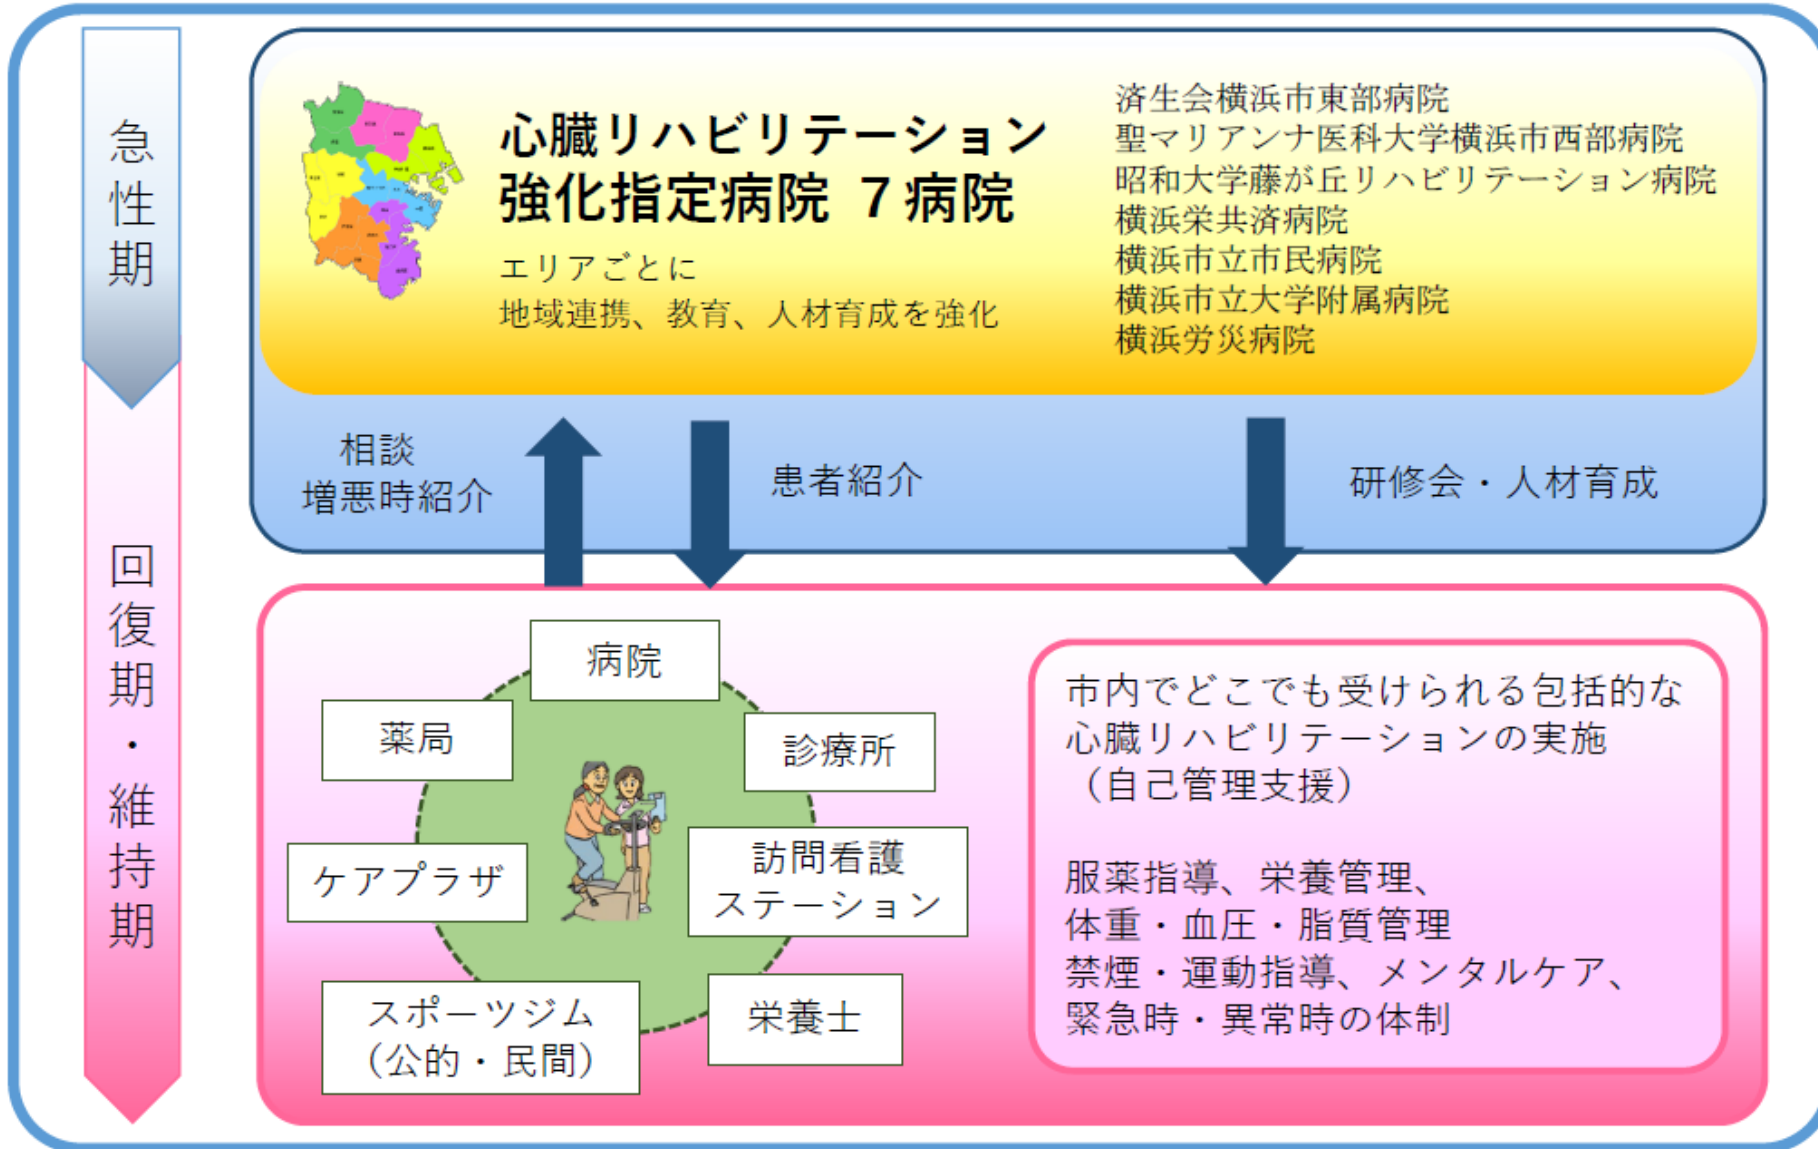 急性期
回復期・維持期
心臓リハビリテーション
強化指定病院 ７病院
エリアごとに
地域連携、教育、人材育成を強化
済生会横浜市東部病院
聖マリアンナ医科大学横浜市西部病院
昭和大学藤が丘リハビリテーション病院
横浜栄共済病院
横浜市立市民病院
横浜市立大学附属病院
横浜労災病院
相談
増悪時紹介
患者紹介
研修会・人材育成
病院
薬局
診療所
ケアプラザ
訪問看護
ステーション
スポーツジム
（公的・民間）
栄養士
市内でどこでも受けられる包括的な
心臓リハビリテーションの実施
（自己管理支援）
服薬指導、栄養管理、
体重・血圧・脂質管理
禁煙・運動指導、メンタルケア、
緊急時・異常時の体制